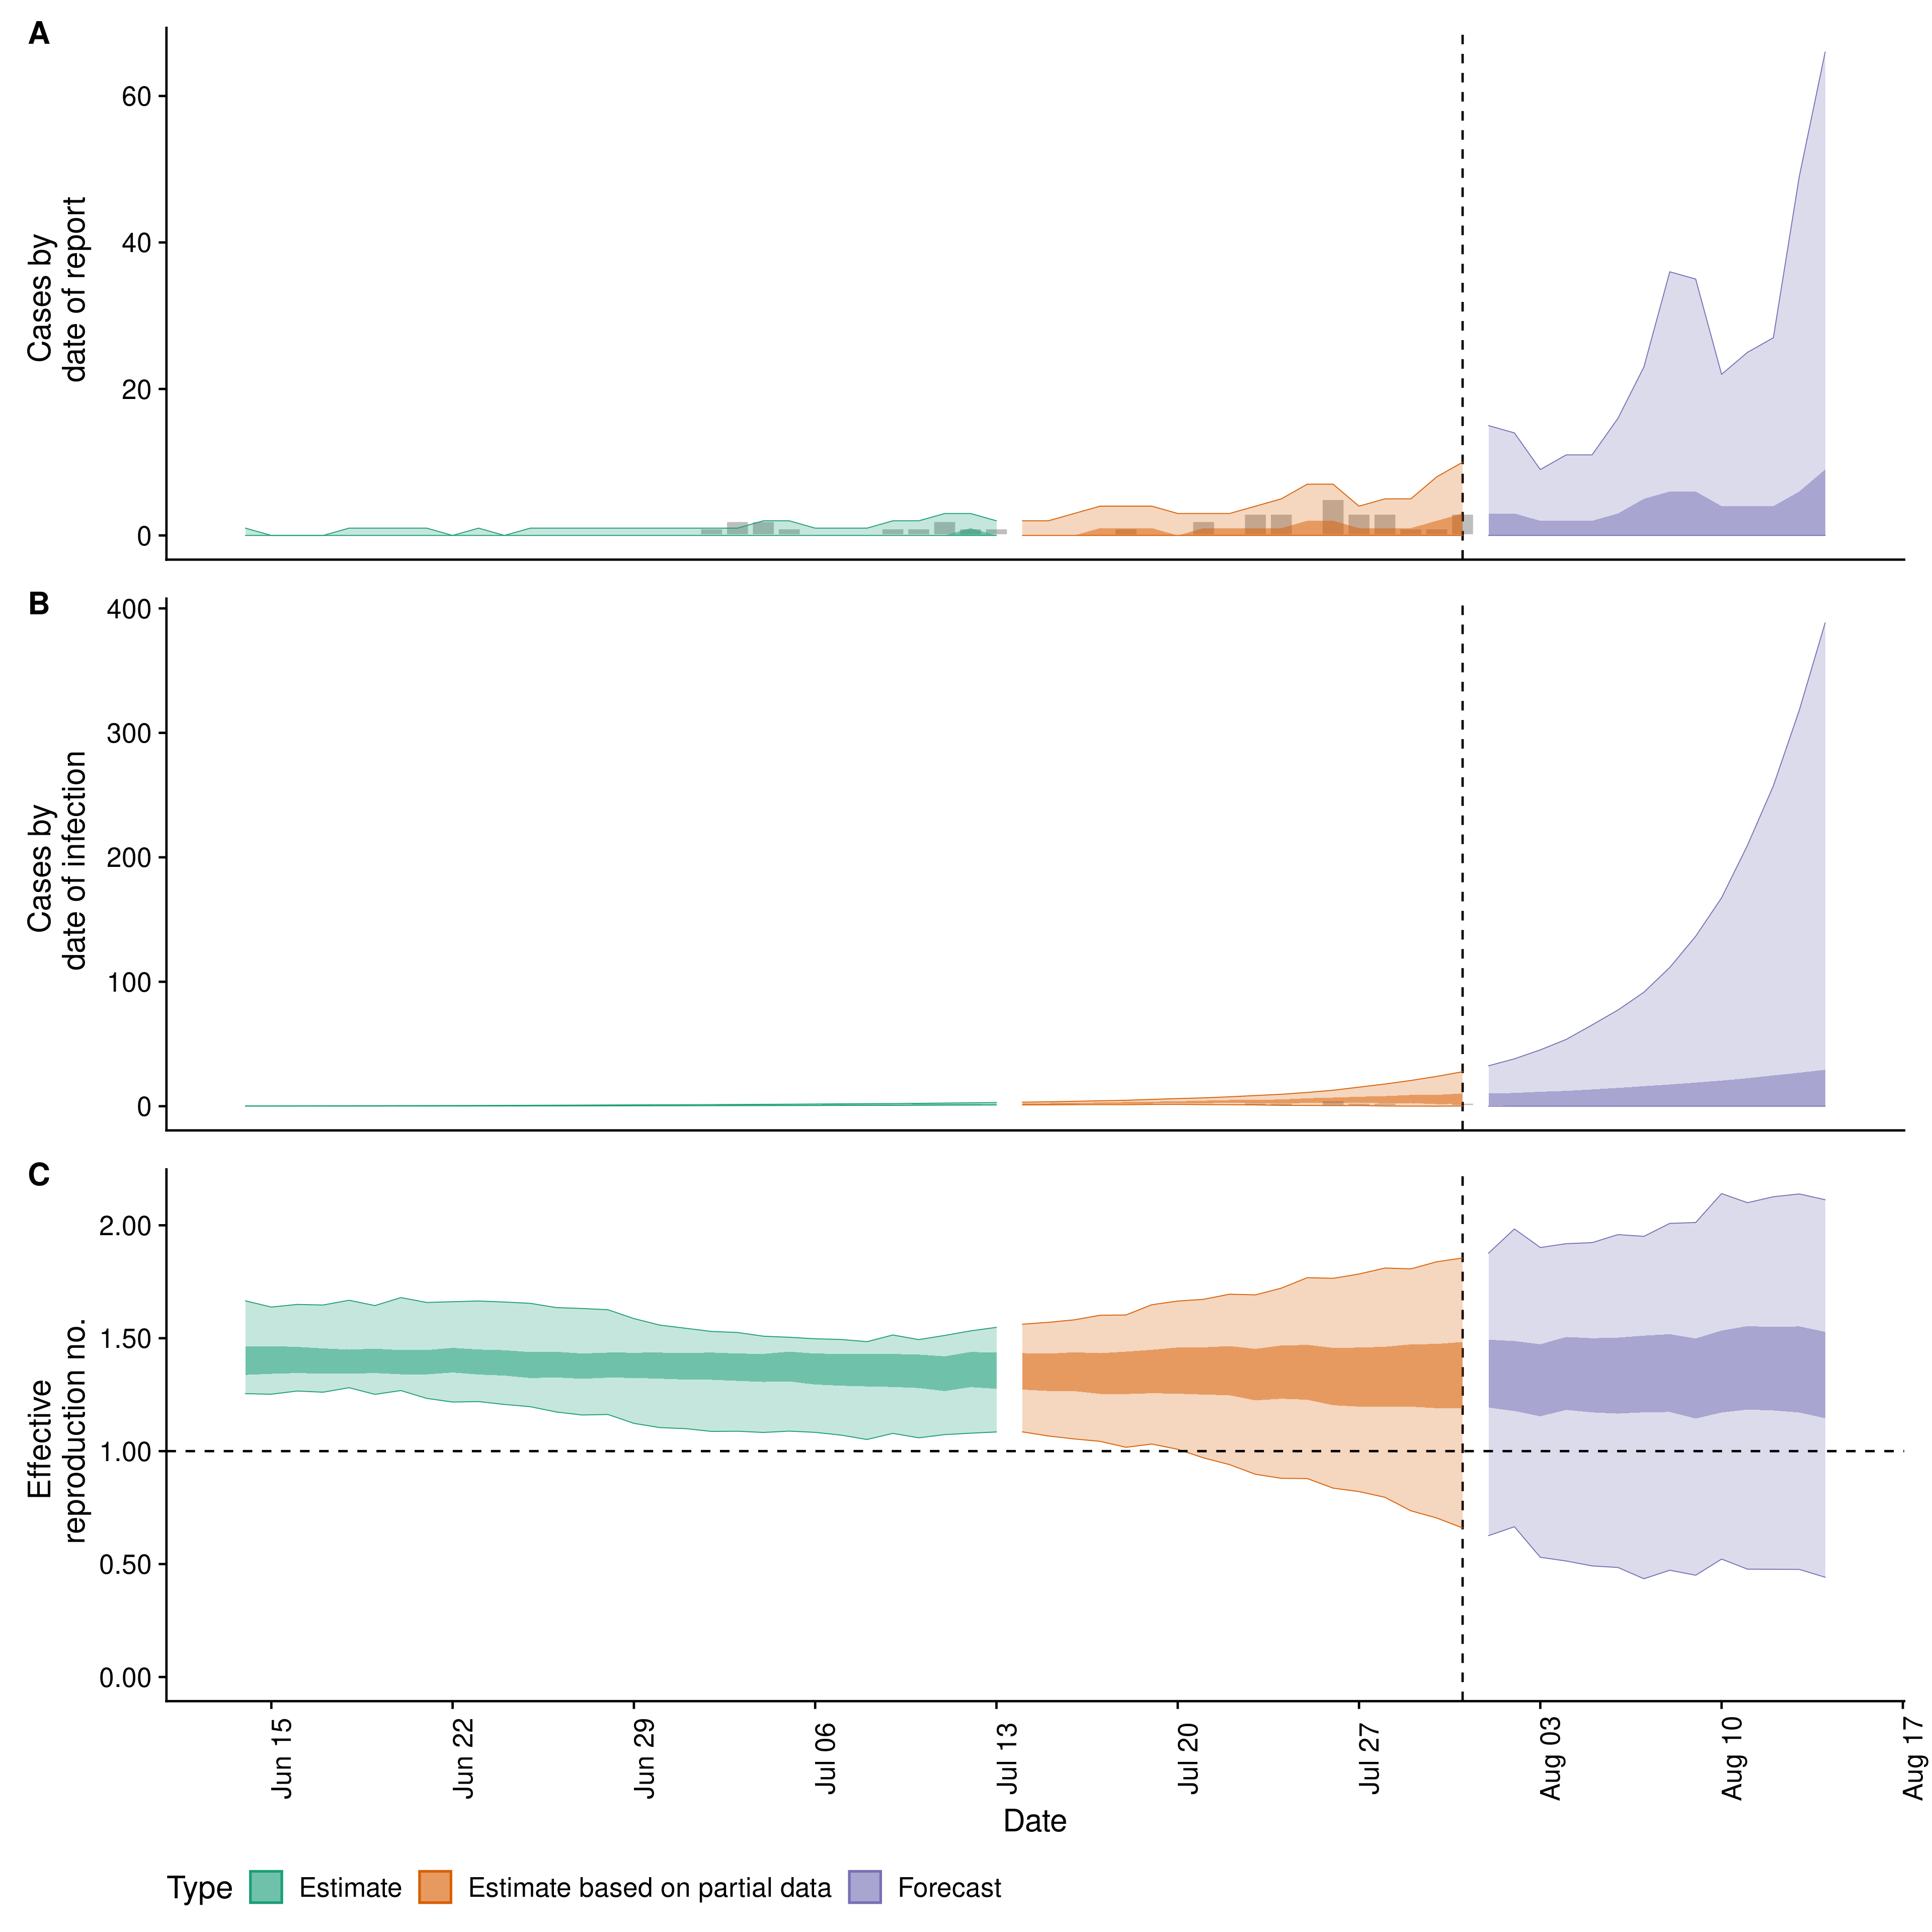 A
Cases by
date of report
60
40
20
0
B
Cases by
date of infection
400
300
200
100
0
C
Effective
reproduction no.
2.00
1.50
1.00
0.50
0.00
Jun 15
Jun 22
Jun 29
Jul 06
Jul 13
Jul 20
Jul 27
Aug 03
Aug 10
Aug 17
Date
Type Estimate Estimate based on partial data Forecast